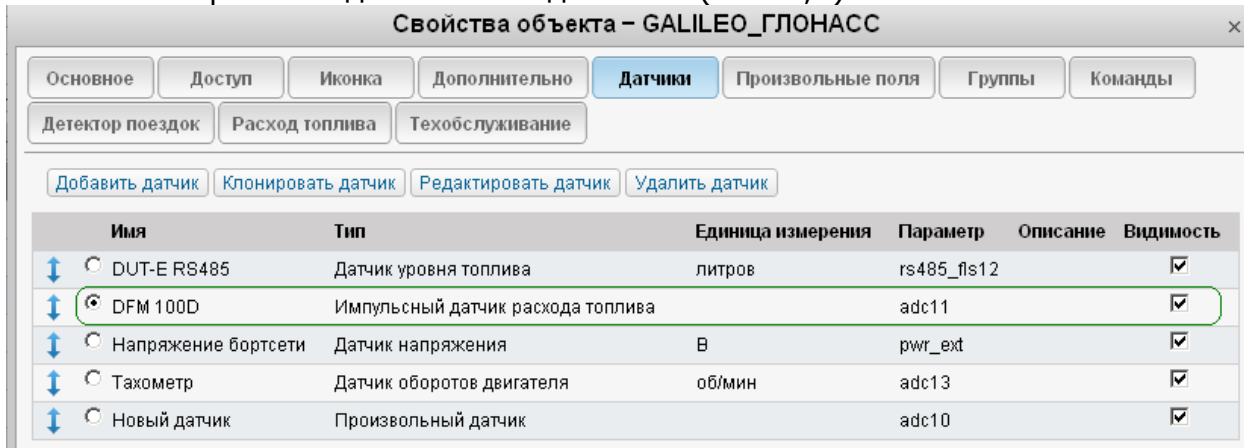 Свойства объекта – GALILEO_ГЛОНАСС ×
Основное Доступ Иконка Дополнительно Датчики Произвольные поля Группы Команды
Детектор поездок Расход топлива Техобслуживание
Добавить датчик Клонировать датчик Редактировать датчик Удалить датчик
Имя Тип Единица измерения Параметр Описание Видимость
DUT-E RS485 Датчик уровня топлива литров rs485_fls12
DFM 100D Импульсный датчик расхода топлива adc11
Напряжение бортсети Датчик напряжения В pwr_ext
Тахометр Датчик оборотов двигателя об/мин adc13
Новый датчик Произвольный датчик adc10